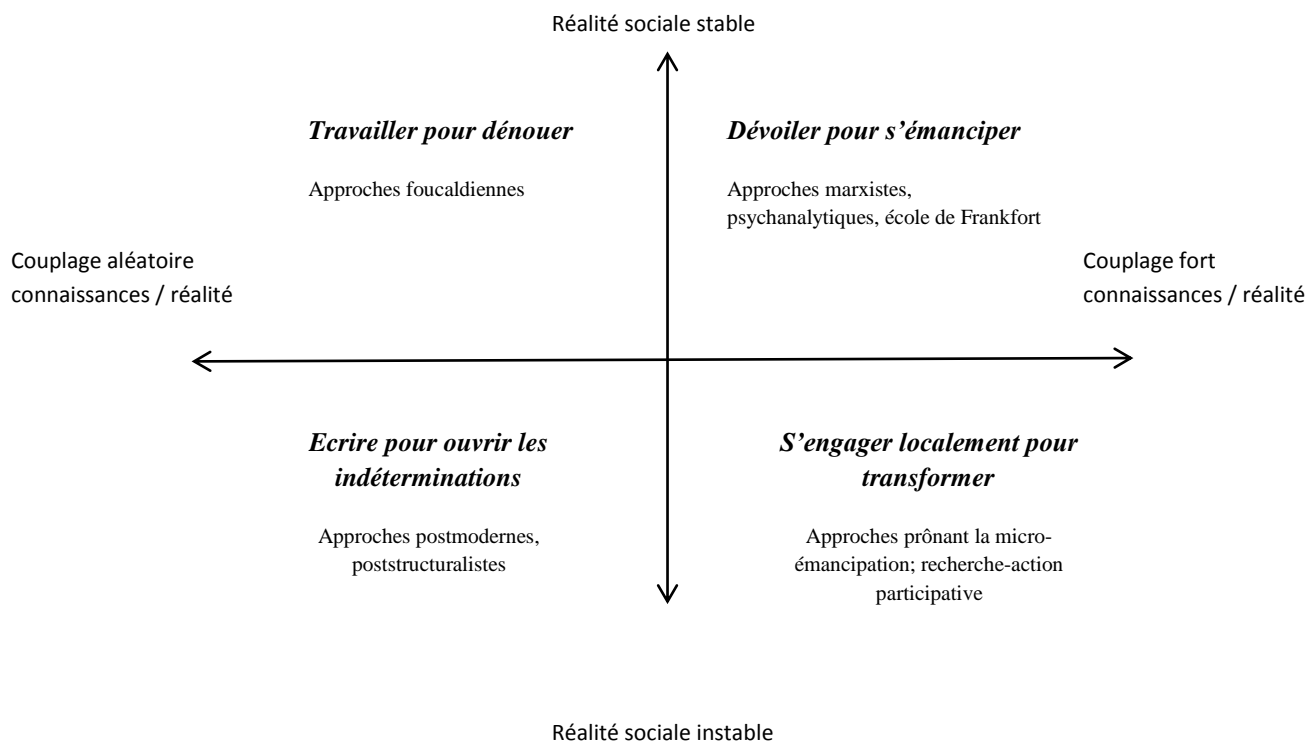 Réalité sociale stable
Travailler pour dénouer
Dévoiler pour s'émanciper
Approches foucaldiennes
Approches marxistes,
psychanalytiques, école de Frankfort
Couplage aléatoire
connaissances / réalité
Couplage fort
connaissances / réalité
Ecrire pour ouvrir les
indéterminations
S'engager localement pour
transformer
Approches postmodernes,
poststructuralistes
Approches prônant la micro-
émancipation; recherche-action
participative
Réalité sociale instable